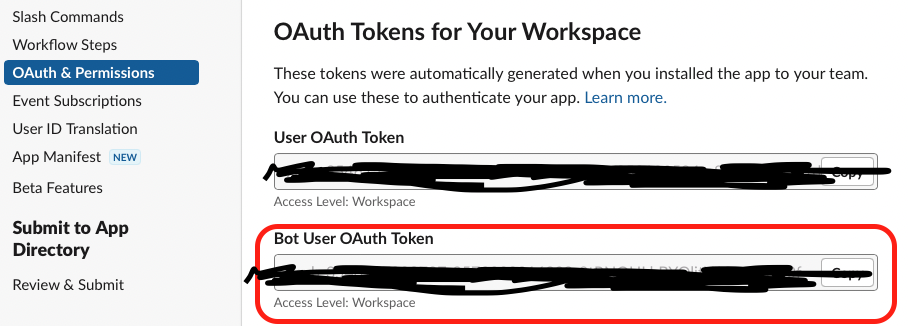 Slash Commands
Workflow Steps
OAuth & Permissions
Event Subscriptions
User ID Translation
App Manifest NEW
Beta Features
Submit to App
Directory
Review & Submit
OAuth Tokens for Your Workspace
These tokens were automatically generated when you installed the app to your team.
You can use these to authenticate your app. Learn more.
User OAuth Token
Copy
Access Level: Workspace
Bot User OAuth Token
Copy
Access Level: Workspace